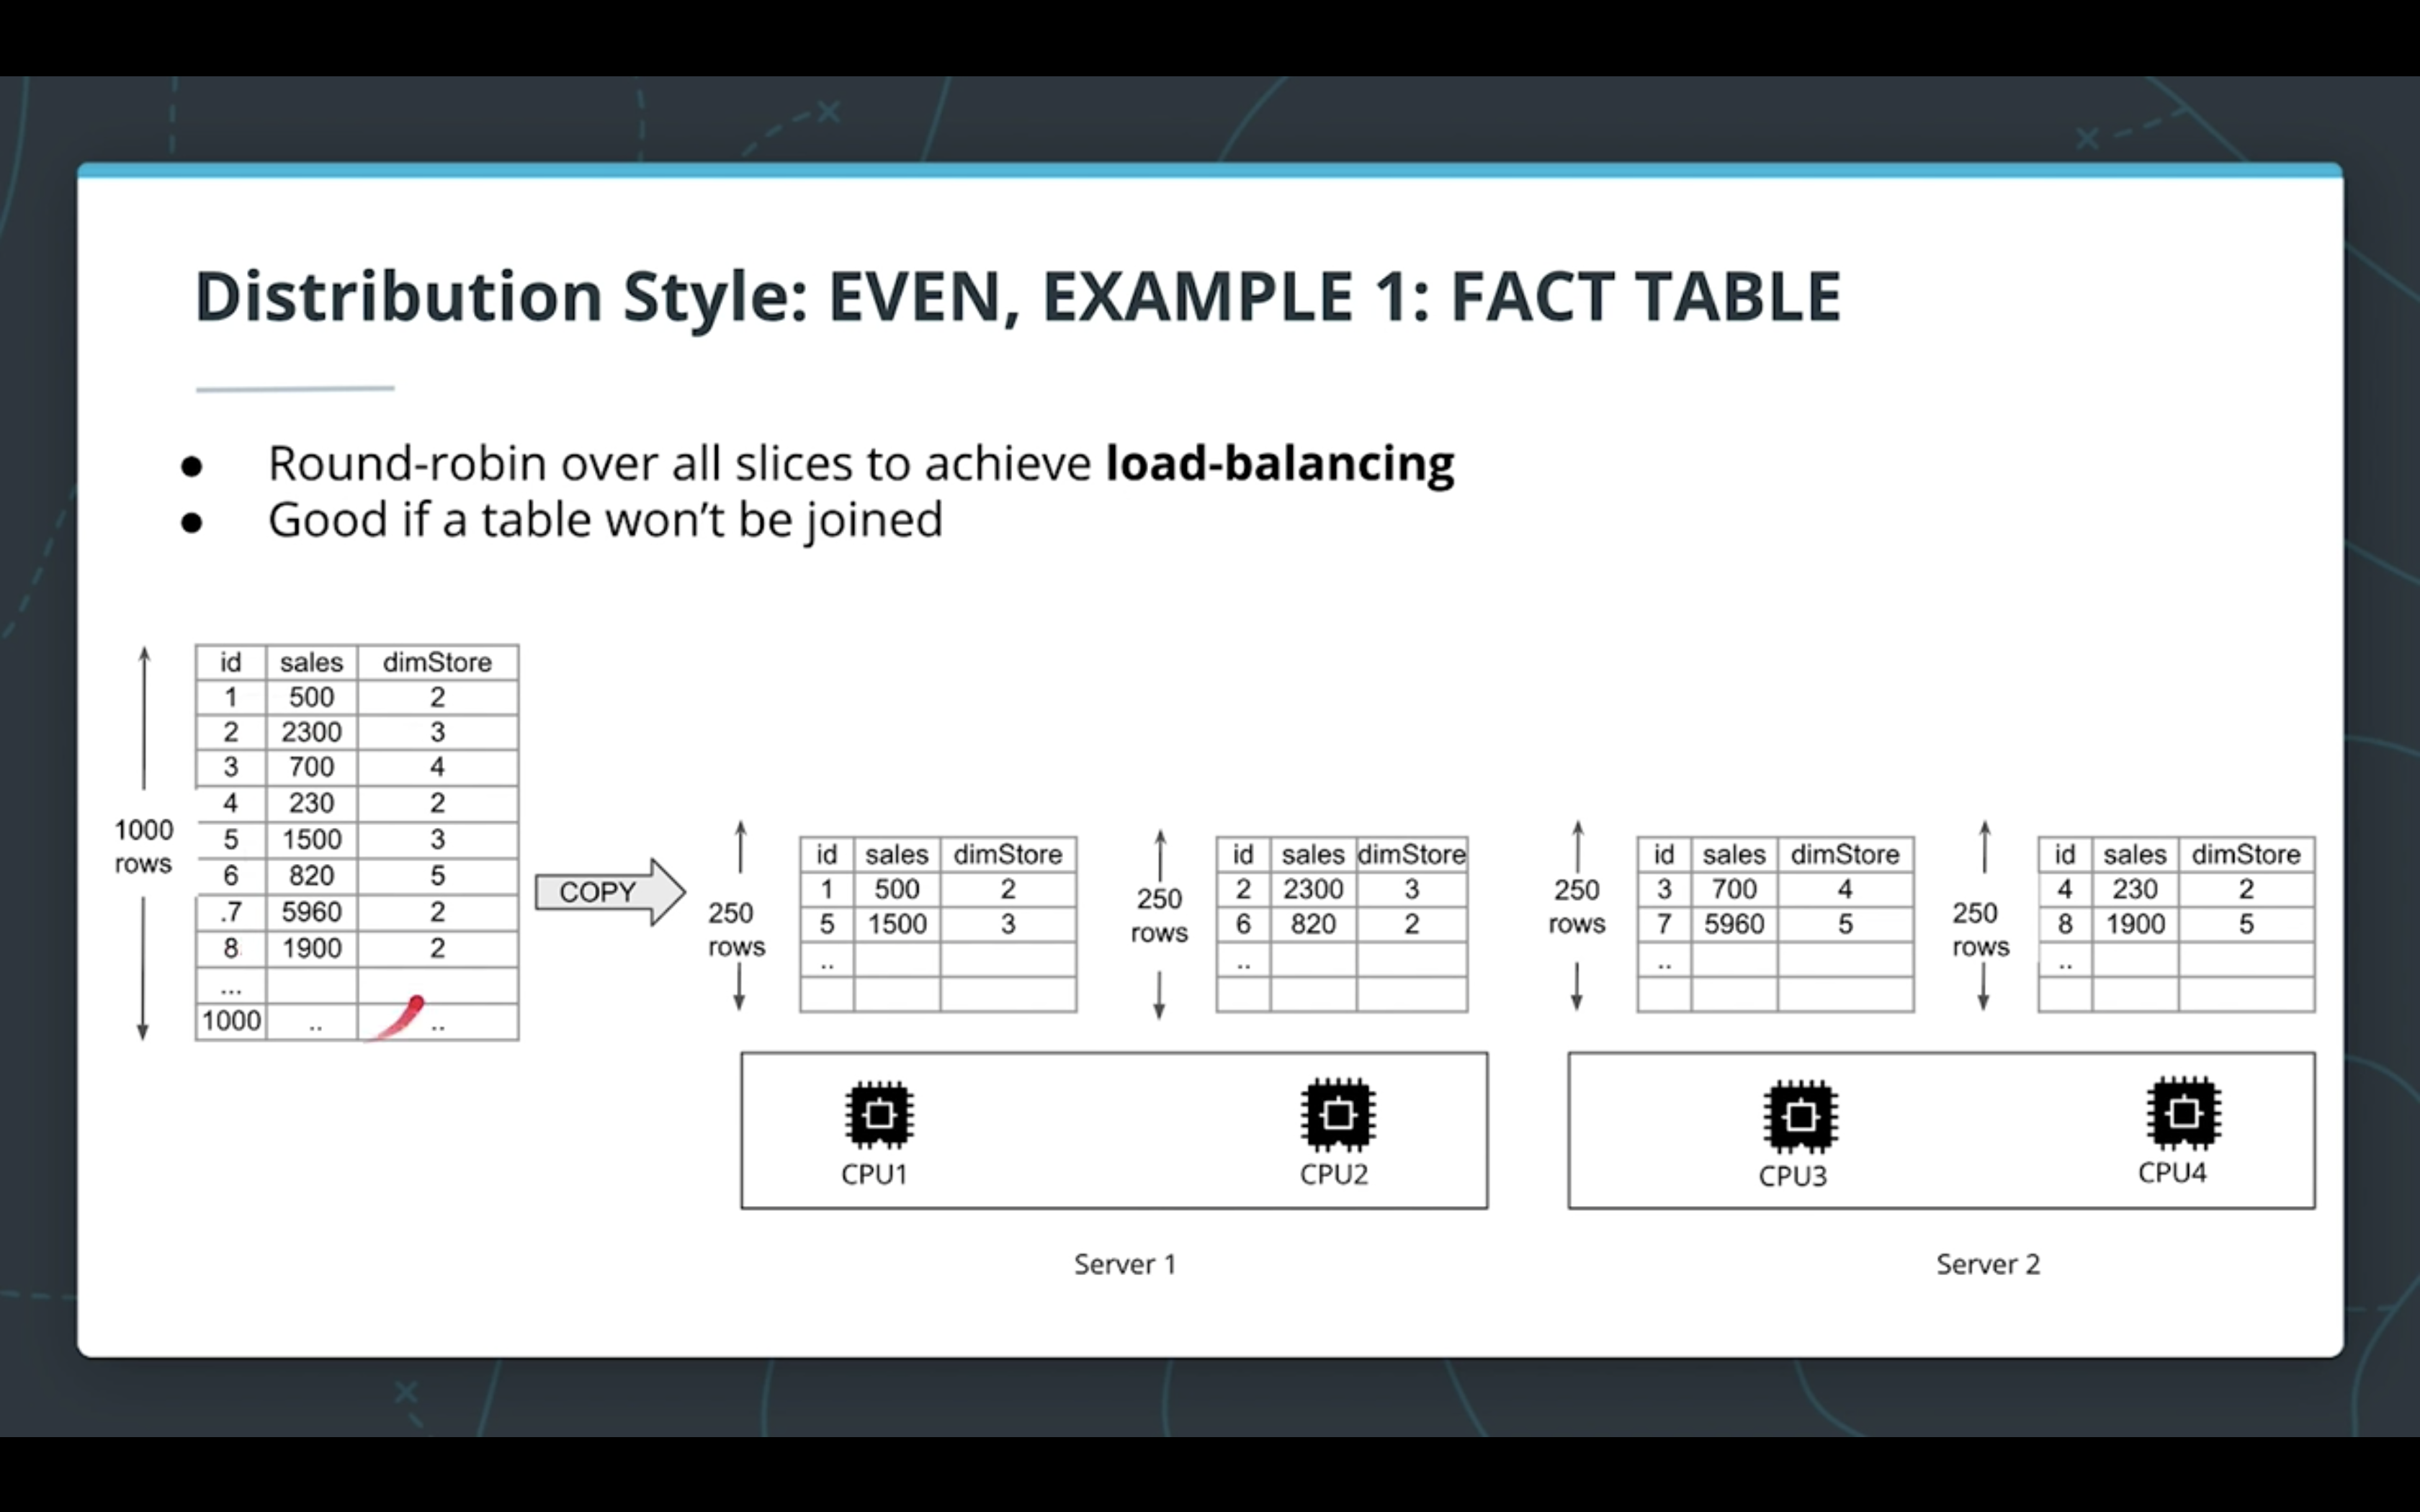 Distribution Style: EVEN, EXAMPLE 1: FACT TABLE
● Round-robin over all slices to achieve load-balancing
● Good if a table won’t be joined
1000
rows
id sales dimStore
1 500 2
2 2300 3
3 700 4
4 230 2
5 1500 3
6 820 5
.7 5960 2
8 1900 2
...
1000 .. ..
COPY
250
rows
id sales dimStore
1 500 2
5 1500 3
..
250
rows
id sales dimStore
2 2300 3
6 820 2
..
250
rows
id sales dimStore
3 700 4
7 5960 5
..
250
rows
id sales dimStore
4 230 2
8 1900 5
..
CPU1
CPU2
CPU3
CPU4
Server 1
Server 2